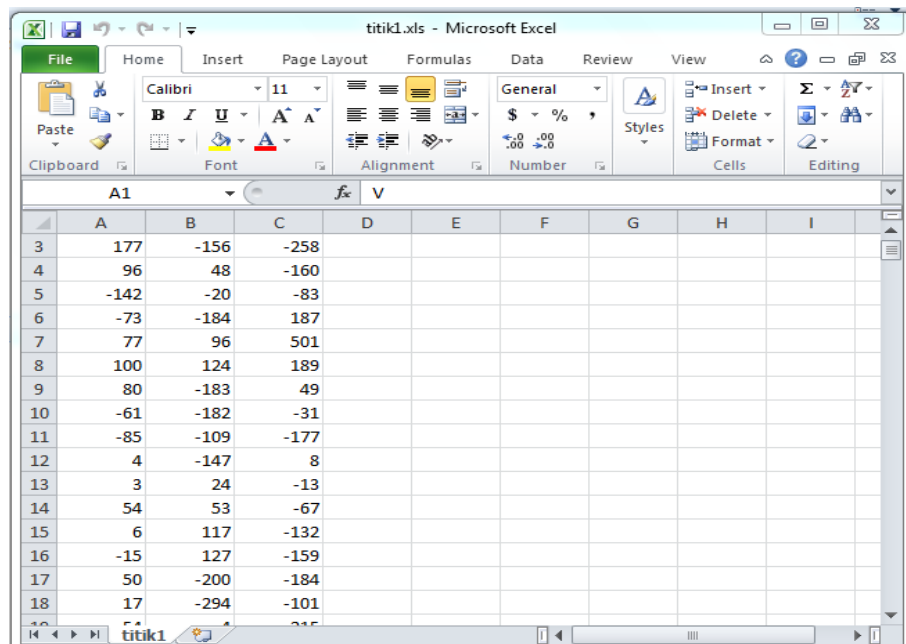 titik1.xls - Microsoft Excel
File Home Insert Page Layout Formulas Data Review View
Calibri 11 General Insert
B I U A A $ % , Delete
Paste Styles Format
Clipboard Font Alignment Number Cells Editing
A1 fx V
A B C D E F G H I
3 177 -156 -258
4 96 48 -160
5 -142 -20 -83
6 -73 -184 187
7 77 96 501
8 100 124 189
9 80 -183 49
10 -61 -182 -31
11 -85 -109 -177
12 4 -147 8
13 3 24 -13
14 54 53 -67
15 6 117 -132
16 -15 127 -159
17 50 -200 -184
18 17 -294 -101
titik1